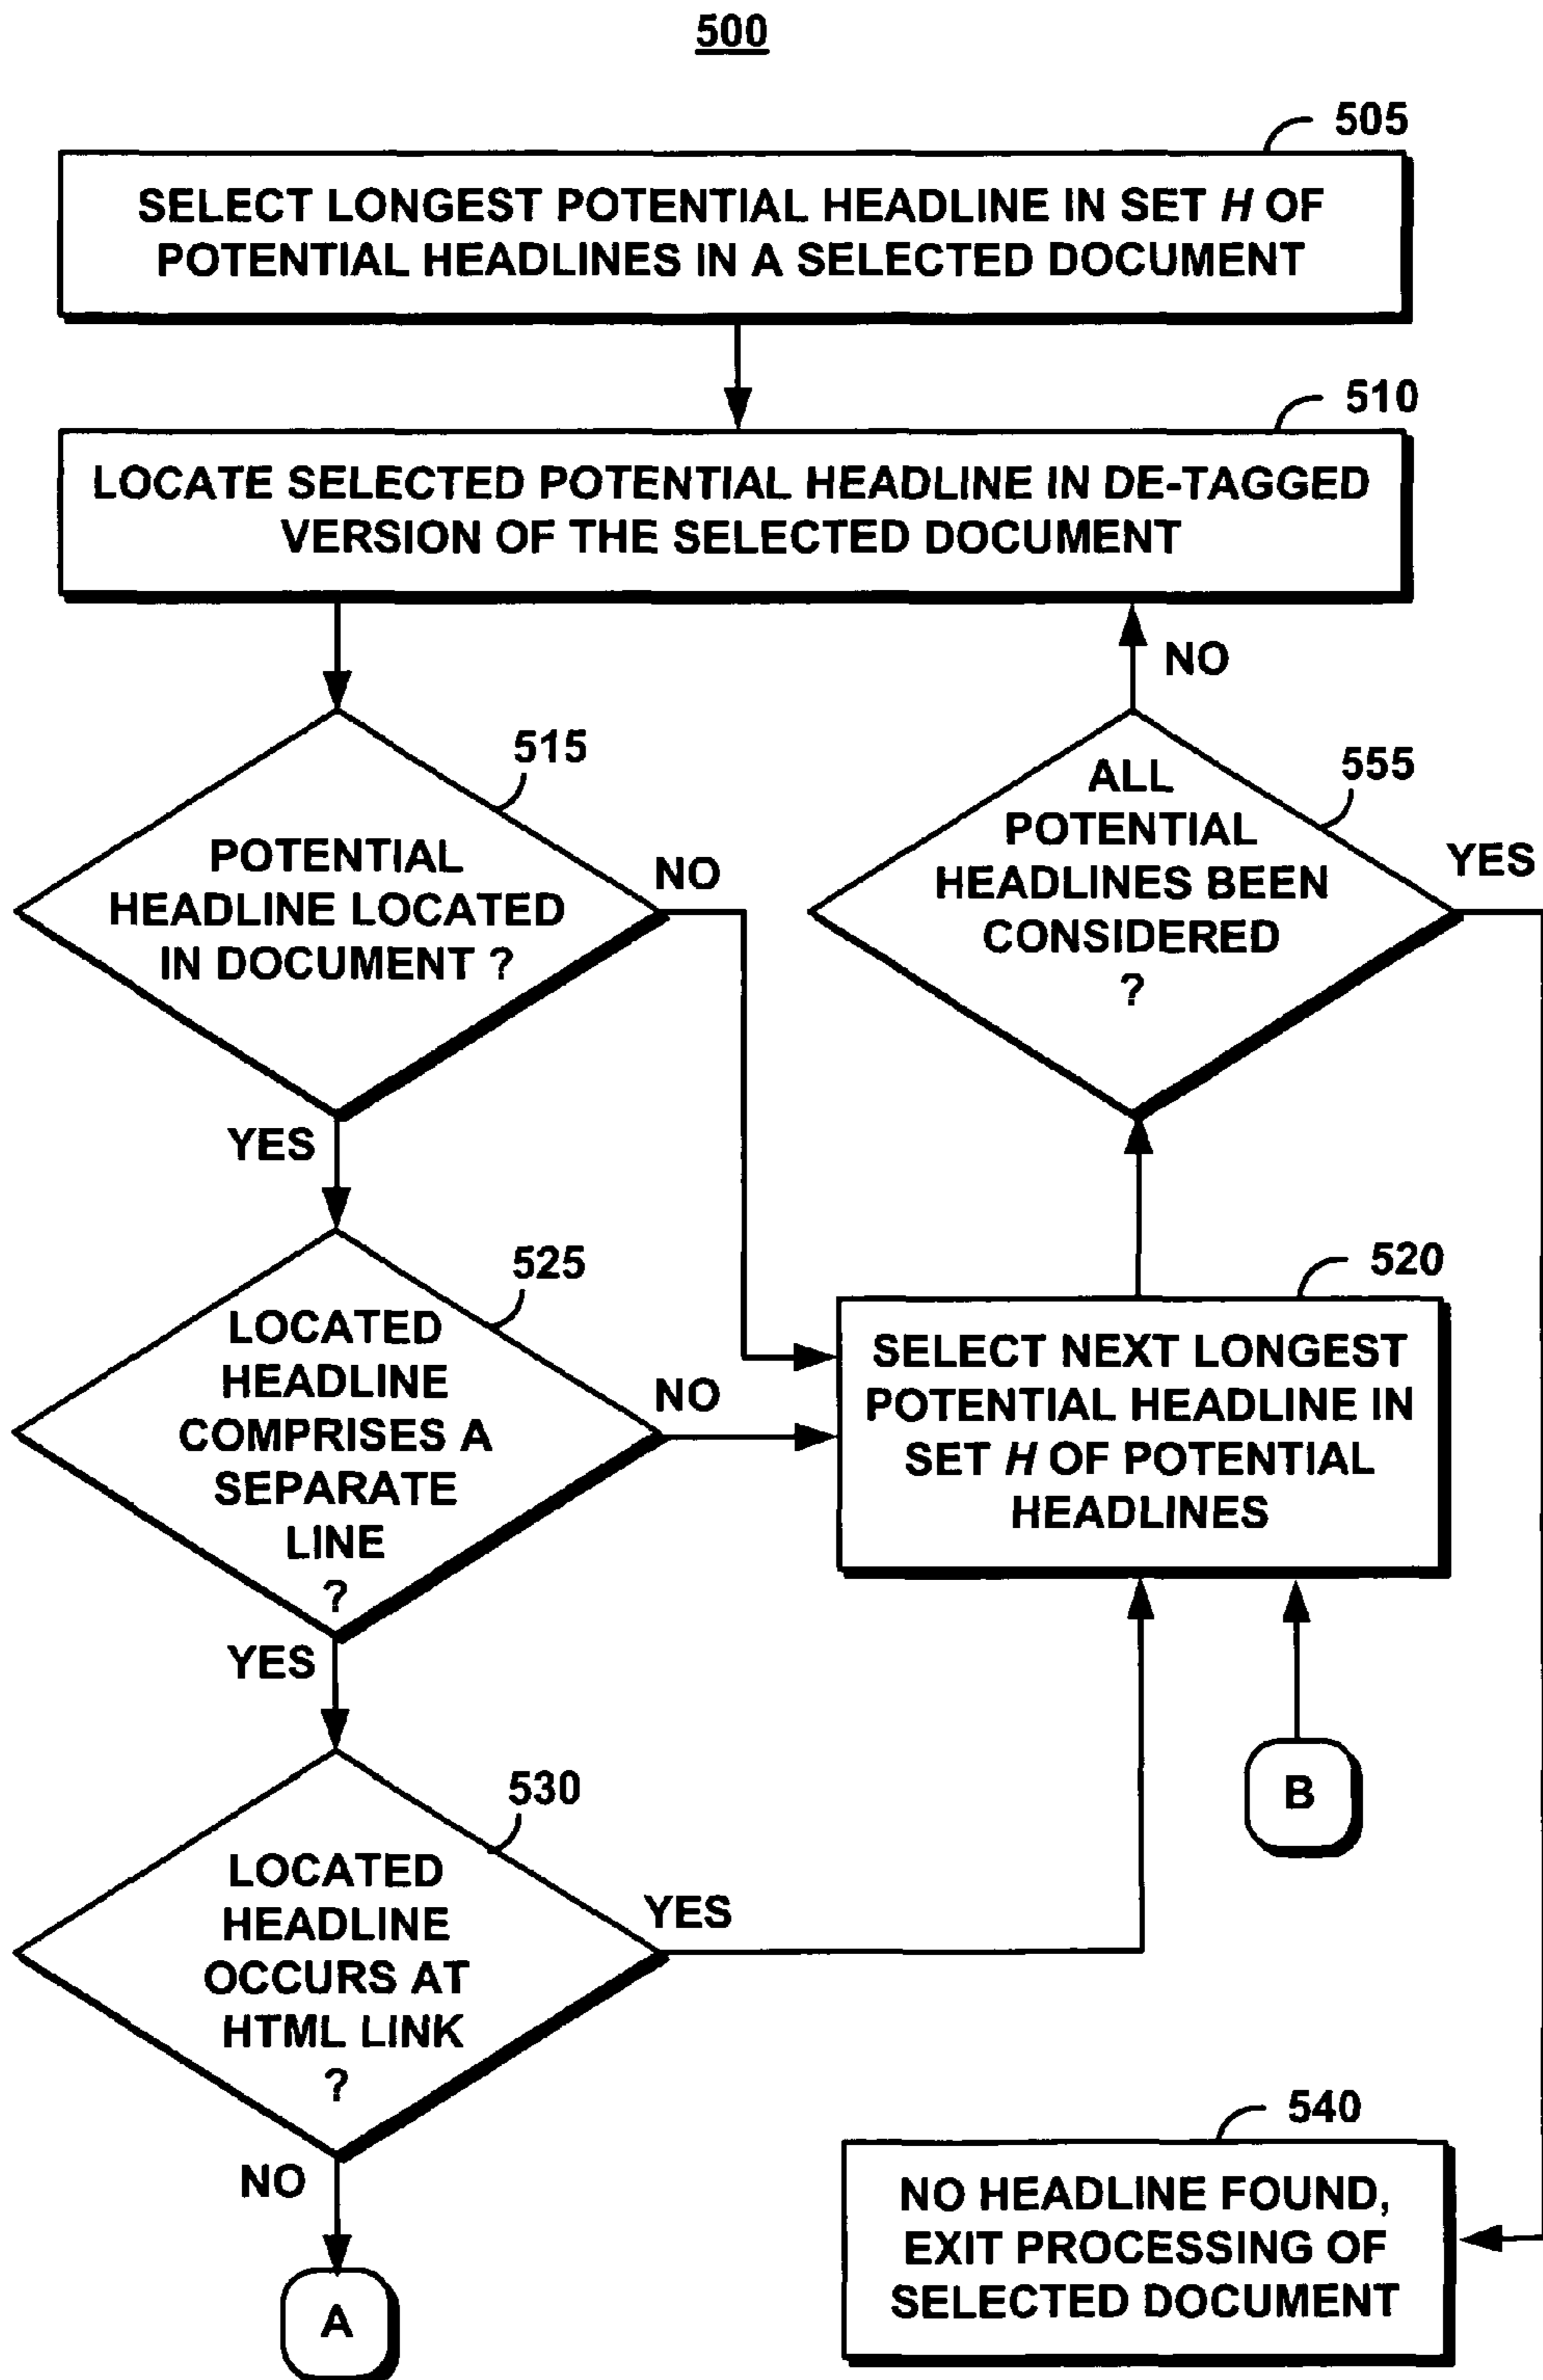 500
505
SELECT LONGEST POTENTIAL HEADLINE IN SET H OF
POTENTIAL HEADLINES IN A SELECTED DOCUMENT
510
LOCATE SELECTED POTENTIAL HEADLINE IN DE-TAGGED
VERSION OF THE SELECTED DOCUMENT
NO
515
POTENTIAL
HEADLINE LOCATED
IN DOCUMENT ?
NO
YES
555
ALL
POTENTIAL
HEADLINES BEEN
CONSIDERED
?
YES
525
LOCATED
HEADLINE
COMPRISES A
SEPARATE
LINE
?
NO
YES
520
SELECT NEXT LONGEST
POTENTIAL HEADLINE IN
SET H OF POTENTIAL
HEADLINES
B
530
LOCATED
HEADLINE
OCCURS AT
HTML LINK
?
YES
NO
A
540
NO HEADLINE FOUND,
EXIT PROCESSING OF
SELECTED DOCUMENT